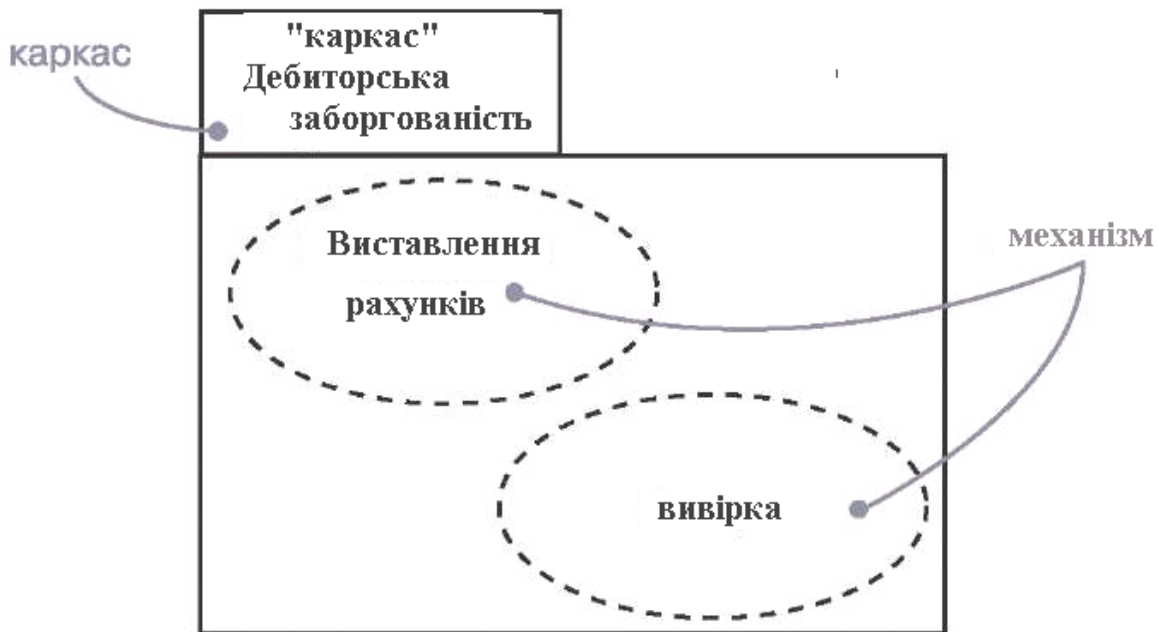 каркас
"каркас"
Дебиторська
заборгованість
Виставлення
рахунків
механізм
вивірка